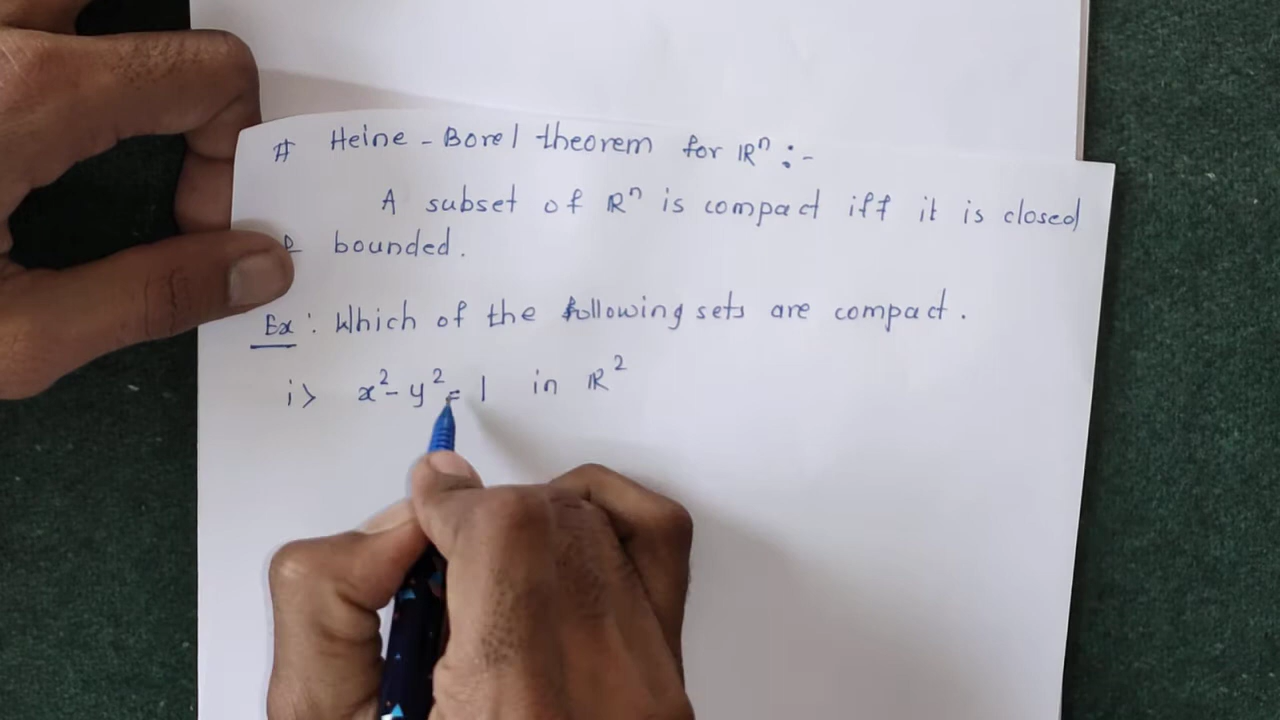 # Heine - Borel theorem for ℝⁿ :-
A subset of ℝⁿ is compact iff it is closed
& bounded.
Ex : Which of the following sets are compact.
i> x² - y² = 1 in ℝ²